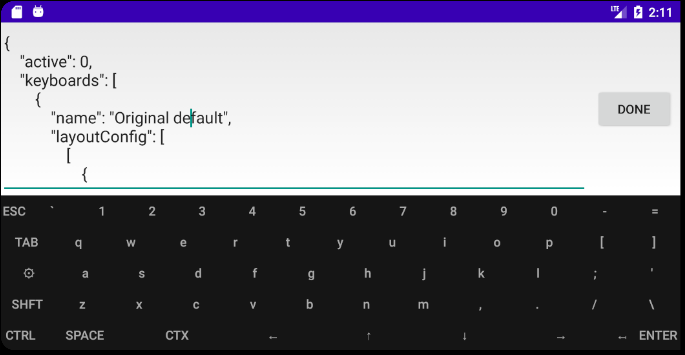 LTE 2:11
{
"active": 0,
"keyboards": [
{
"name": "Original default",
"layoutConfig": [
[
{
DONE
ESC ` 1 2 3 4 5 6 7 8 9 0 - =
TAB q w e r t y u i o p [ ]
a s d f g h j k l ; '
SHFT z x c v b n m , . / \
CTRL SPACE CTX ← ↑ ↓ → ↔ ENTER